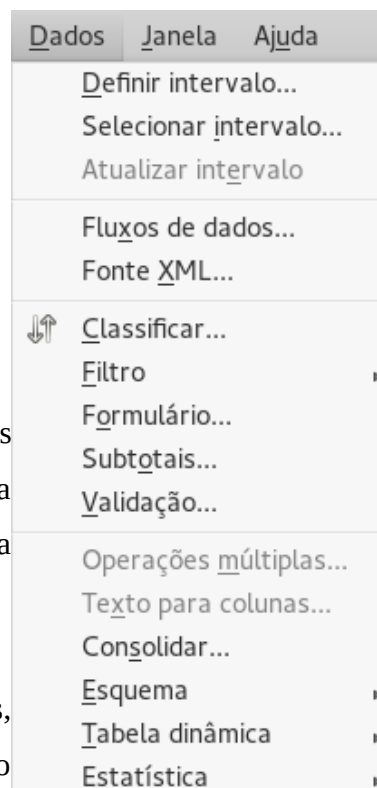 Dados Janela Ajuda
Definir intervalo...
Selecionar intervalo...
Atualizar intervalo
Fluxos de dados...
Fonte XML...
Classificar...
Filtro
Formulário...
s
Subtotais...
a
Validação...
a
Operações múltiplas...
Texto para colunas...
Consolidar...
Esquema
s,
Tabela dinâmica
o
Estatística